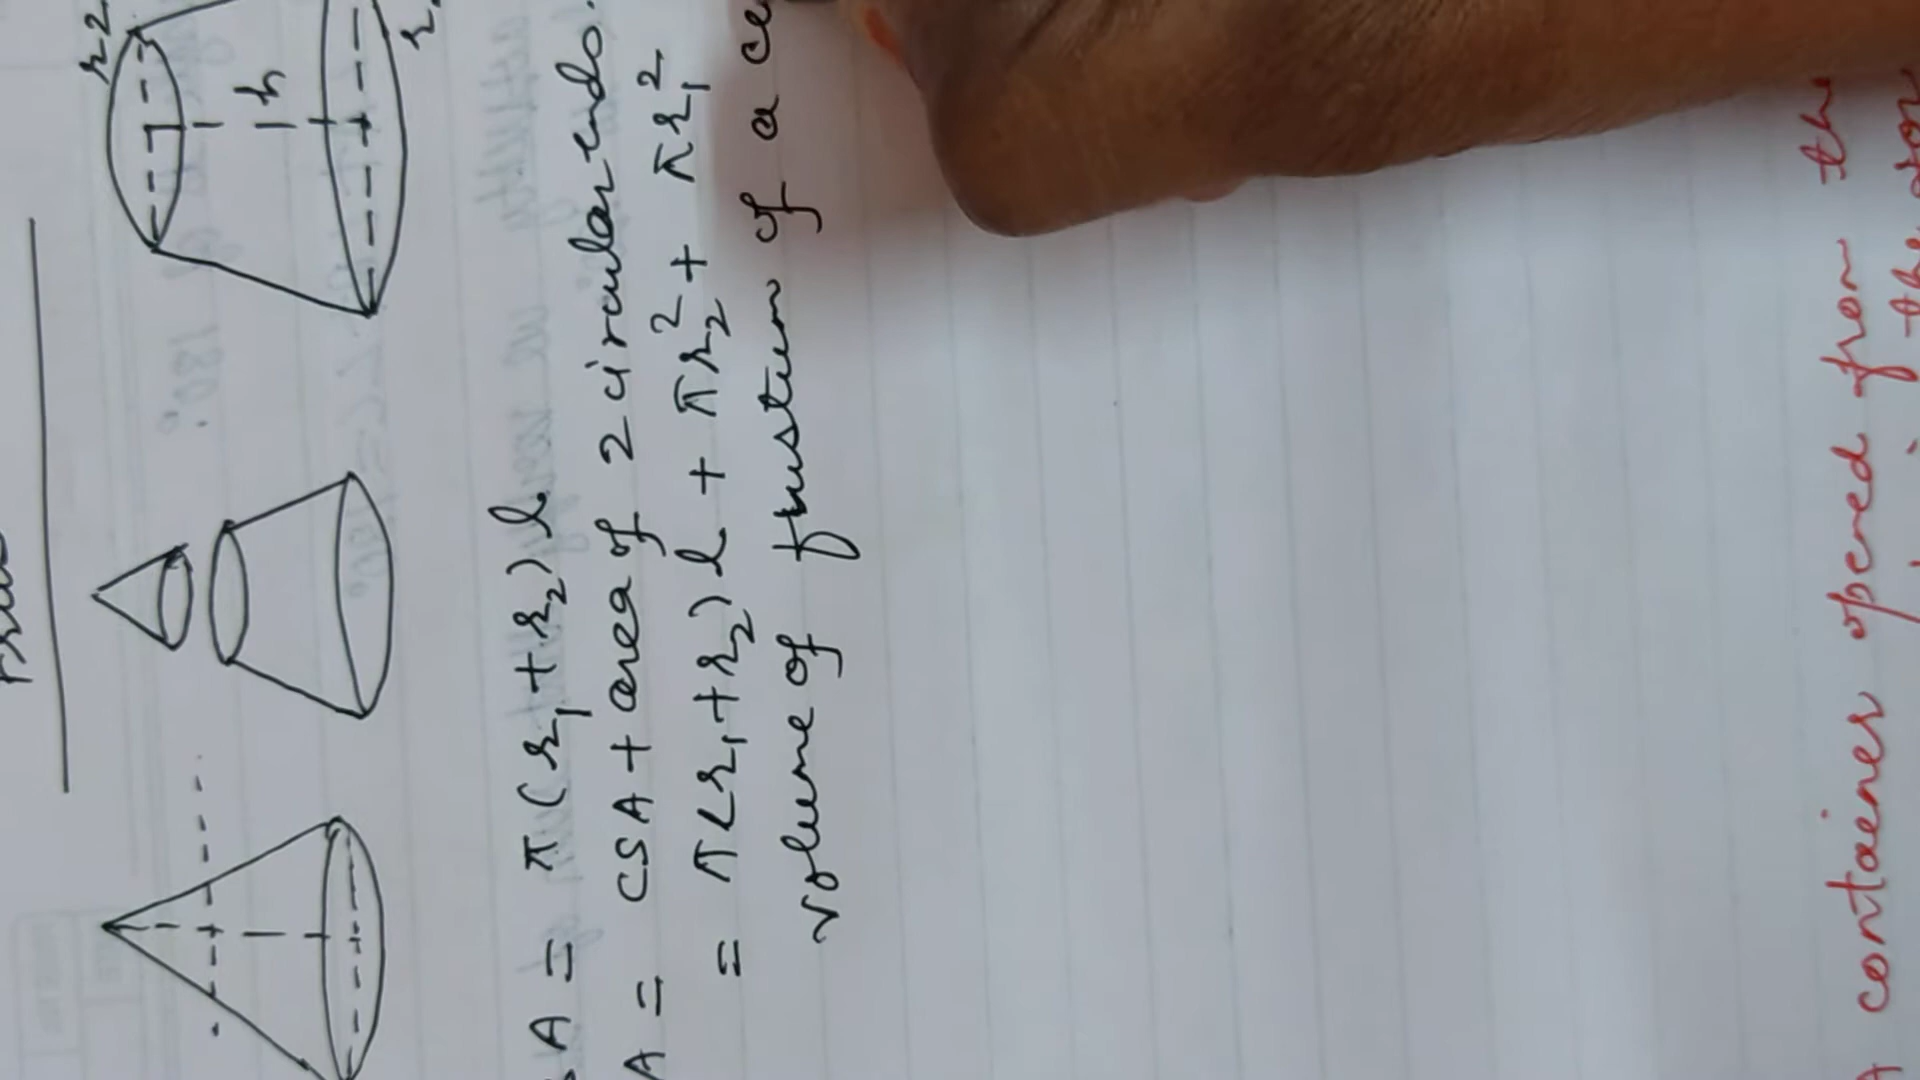 r2
h
A = π(r1+r2)l
A = CSA + area of 2 circular ends.
= π(r1+r2)l + πr2² + πr1²
volume of frustum of a
A container opened from the